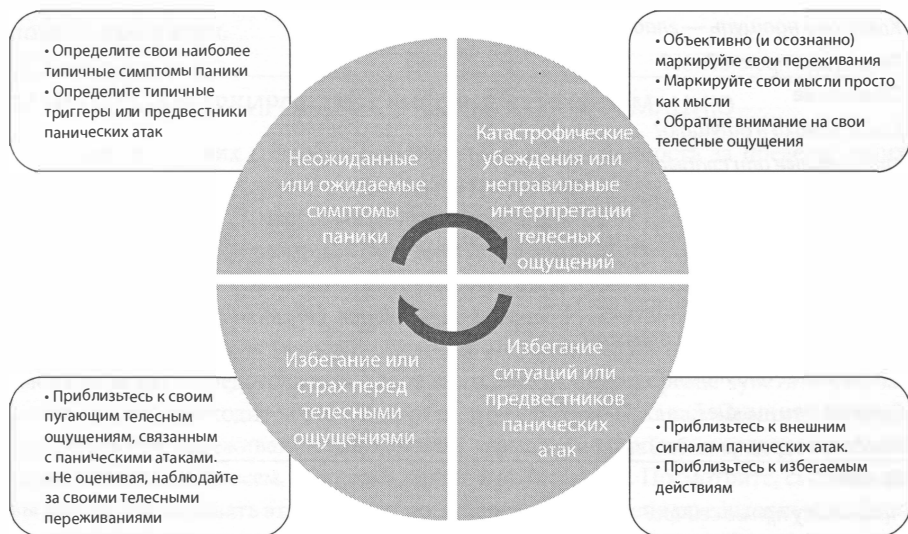 • Определите свои наиболее
типичные симптомы паники
• Определите типичные
триггеры или предвестники
панических атак
• Объективно (и осознанно)
маркируйте свои переживания
• Маркируйте свои мысли просто
как мысли
• Обратите внимание на свои
телесные ощущения
Неожиданные
или ожидаемые
симптомы
паники
Катастрофические
убеждения или
неправильные
интерпретации
телесных
ощущений
Избегание или
страх перед
телесными
ощущениями
Избегание
ситуаций или
предвестников
панических
атак
• Приблизьтесь к своим
пугающим телесным
ощущениям, связанным
с паническими атаками.
• Не оценивая, наблюдайте
за своими телесными
переживаниями
• Приблизьтесь к внешним
сигналам панических атак.
• Приблизьтесь к избегаемым
действиям